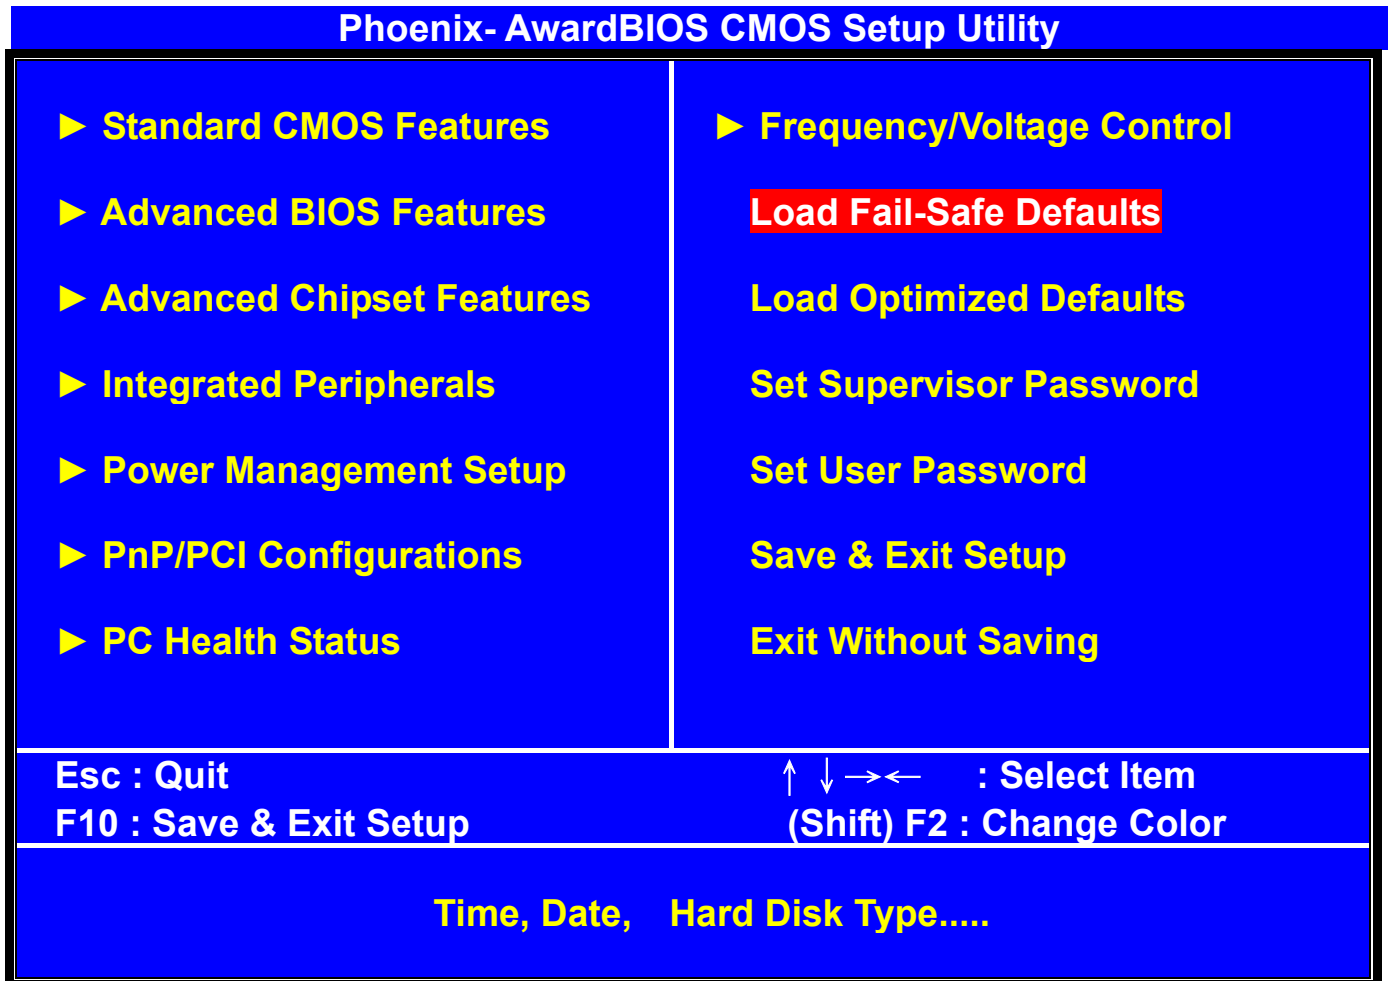 Phoenix- AwardBIOS CMOS Setup Utility
► Standard CMOS Features
► Advanced BIOS Features
► Advanced Chipset Features
► Integrated Peripherals
► Power Management Setup
► PnP/PCI Configurations
► PC Health Status
► Frequency/Voltage Control
Load Fail-Safe Defaults
Load Optimized Defaults
Set Supervisor Password
Set User Password
Save & Exit Setup
Exit Without Saving
Esc : Quit
F10 : Save & Exit Setup
↑ ↓ → ← : Select Item
(Shift) F2 : Change Color
Time, Date, Hard Disk Type.....